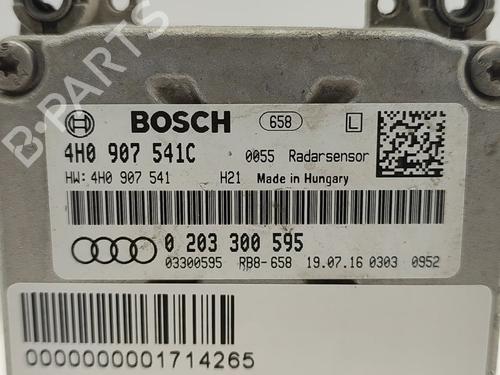 B-PARTS
BOSCH 658 L
4H0 907 541C 0055 Radarsensor
HW: 4H0 907 541 H21 Made in Hungary
0 203 300 595
03300595 RB8-658 19.07.16 0303 0952
0000000001714265